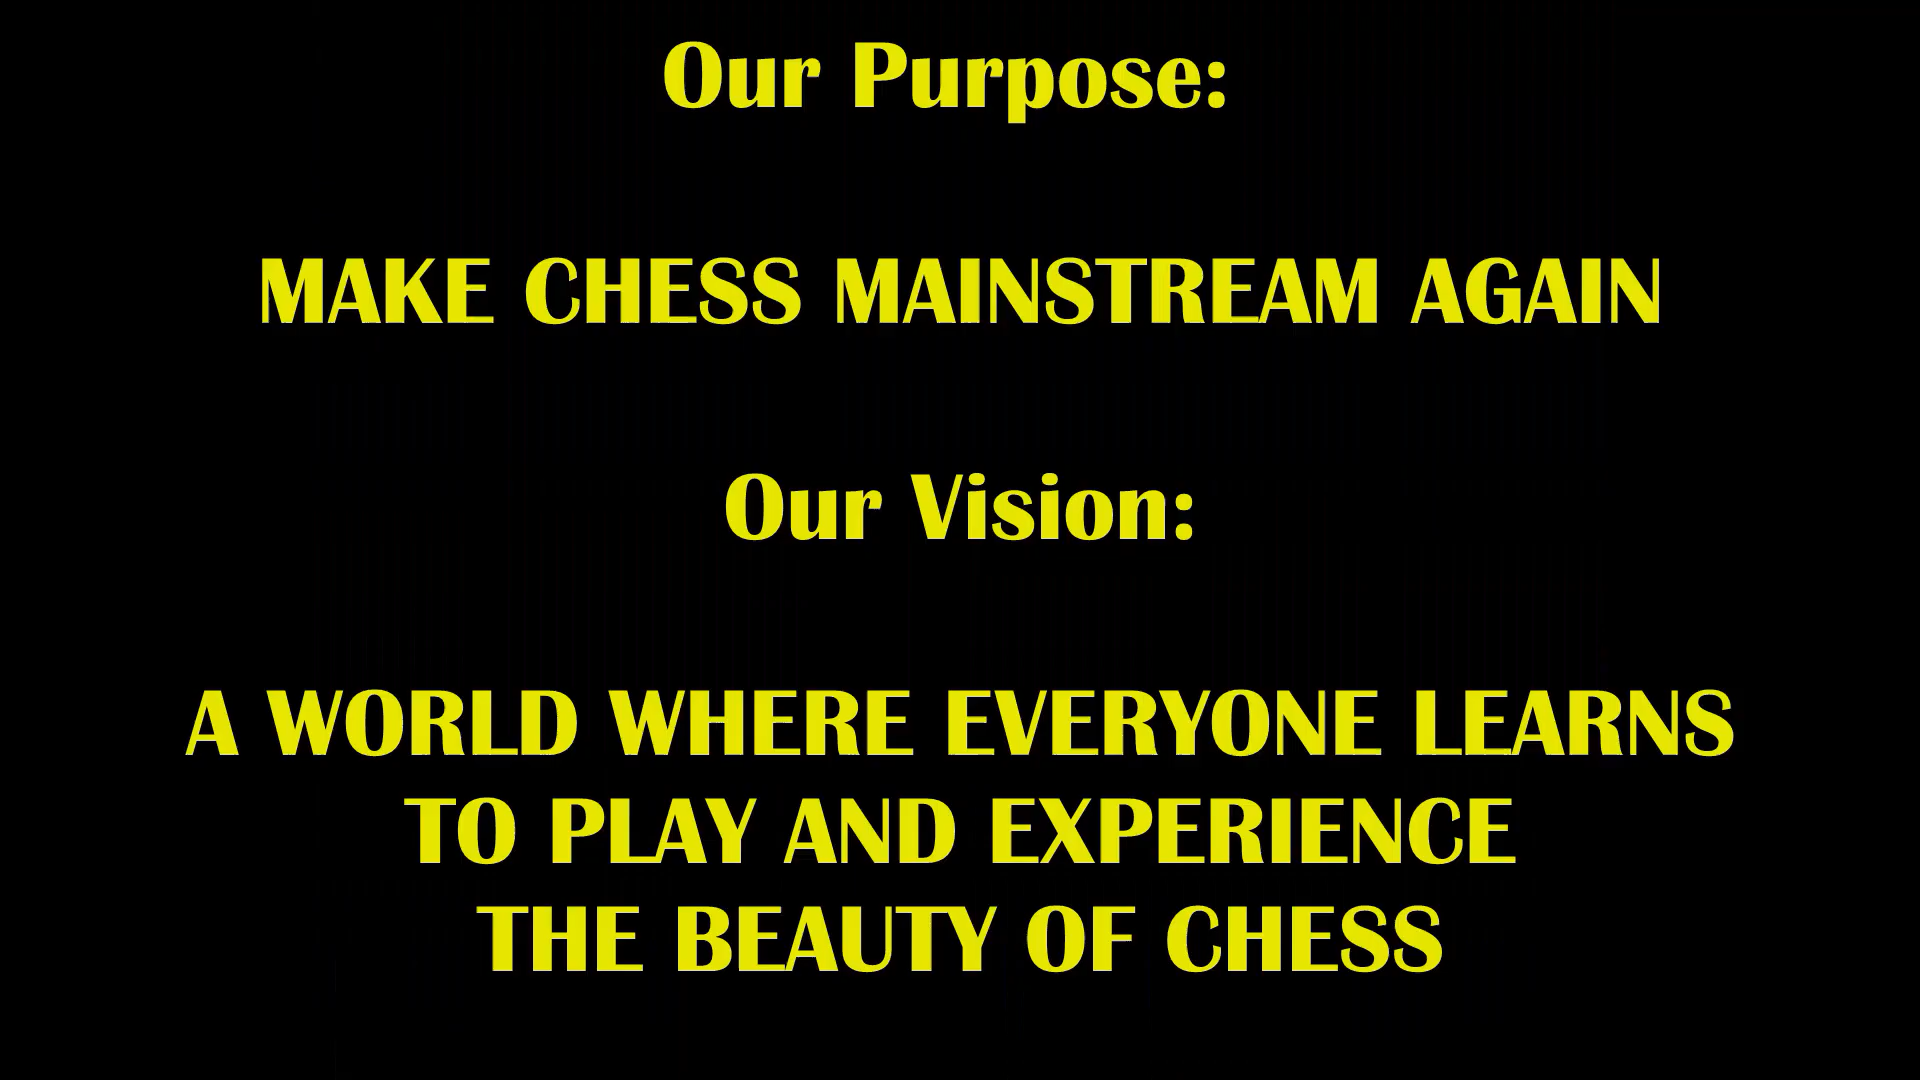 Our Purpose:
MAKE CHESS MAINSTREAM AGAIN
Our Vision:
A WORLD WHERE EVERYONE LEARNS
TO PLAY AND EXPERIENCE
THE BEAUTY OF CHESS